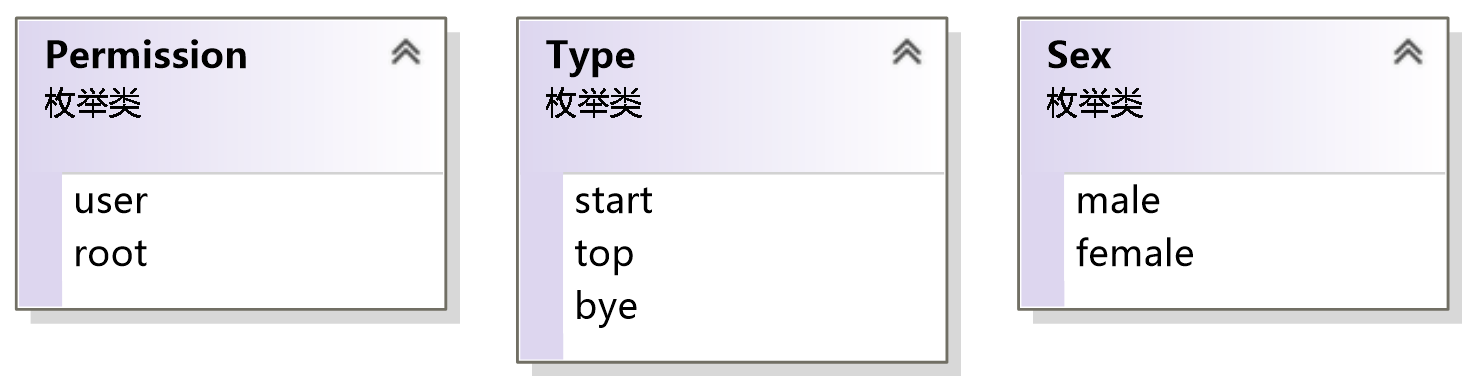 Permission
枚举类
user
root
Type
枚举类
start
top
bye
Sex
枚举类
male
female